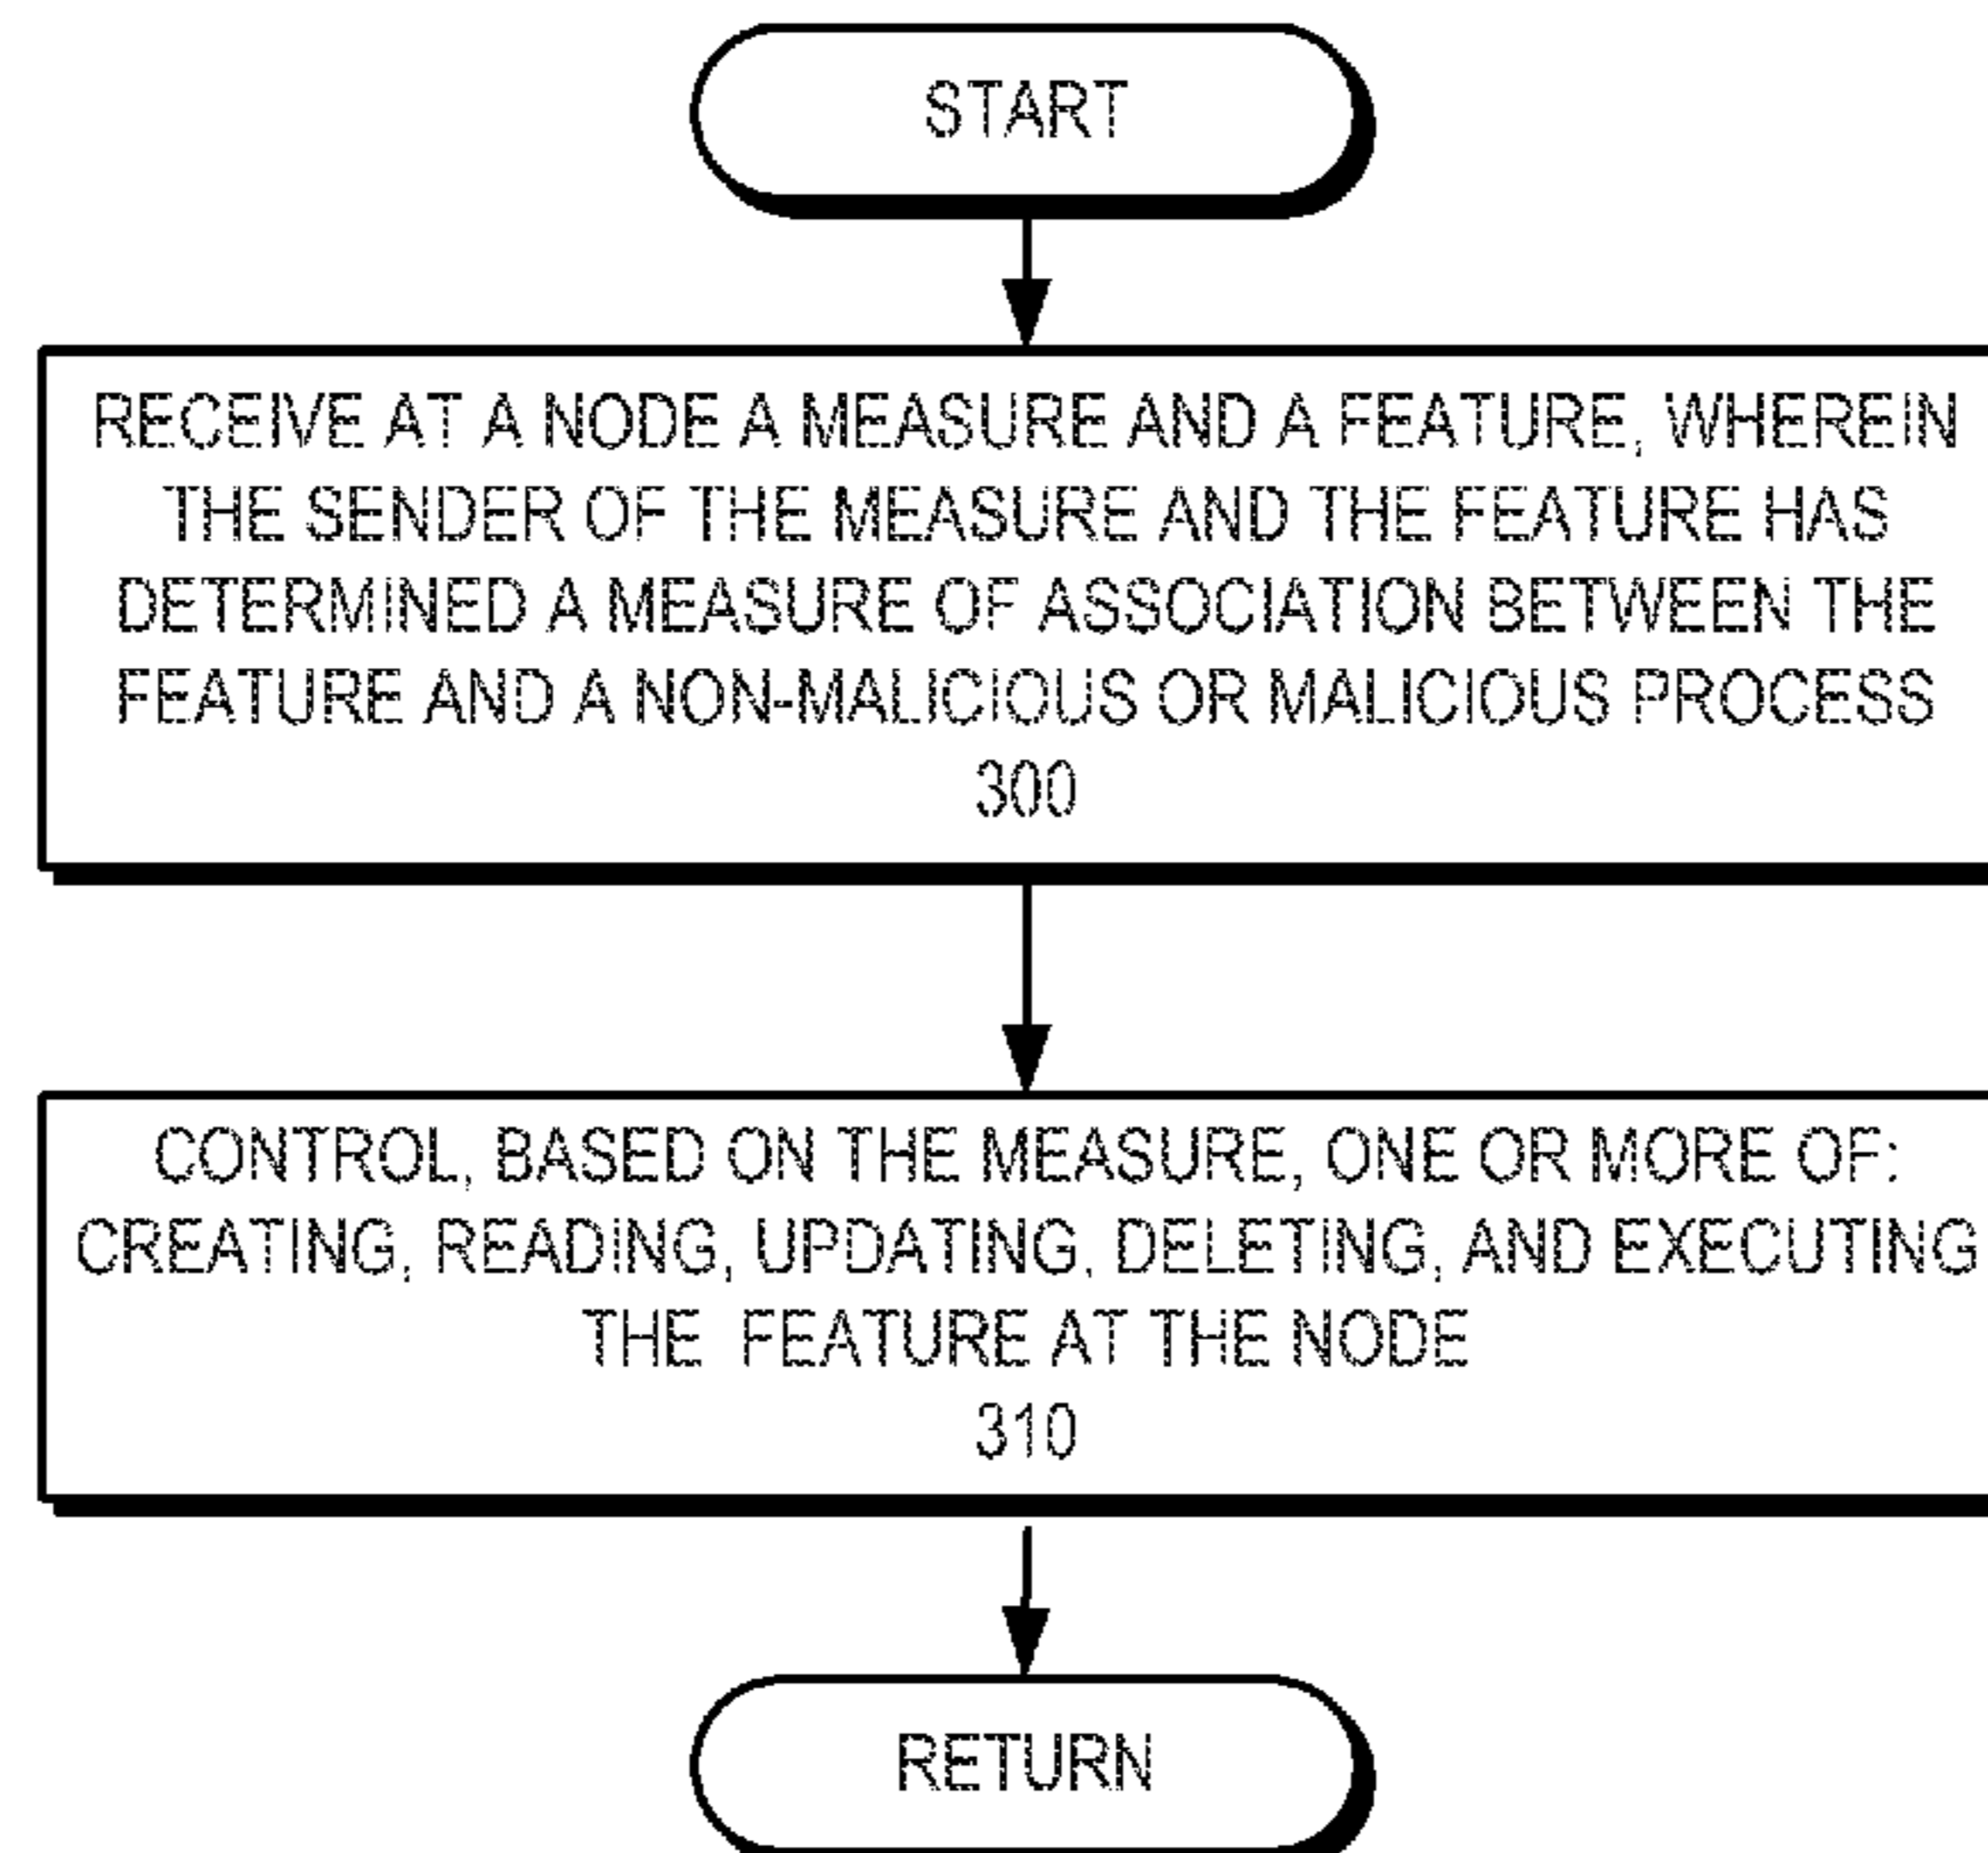 START
RECEIVE AT A NODE A MEASURE AND A FEATURE, WHEREIN
THE SENDER OF THE MEASURE AND THE FEATURE HAS
DETERMINED A MEASURE OF ASSOCIATION BETWEEN THE
FEATURE AND A NON-MALICIOUS OR MALICIOUS PROCESS
300
CONTROL, BASED ON THE MEASURE, ONE OR MORE OF:
CREATING, READING, UPDATING, DELETING, AND EXECUTING
THE FEATURE AT THE NODE
310
RETURN